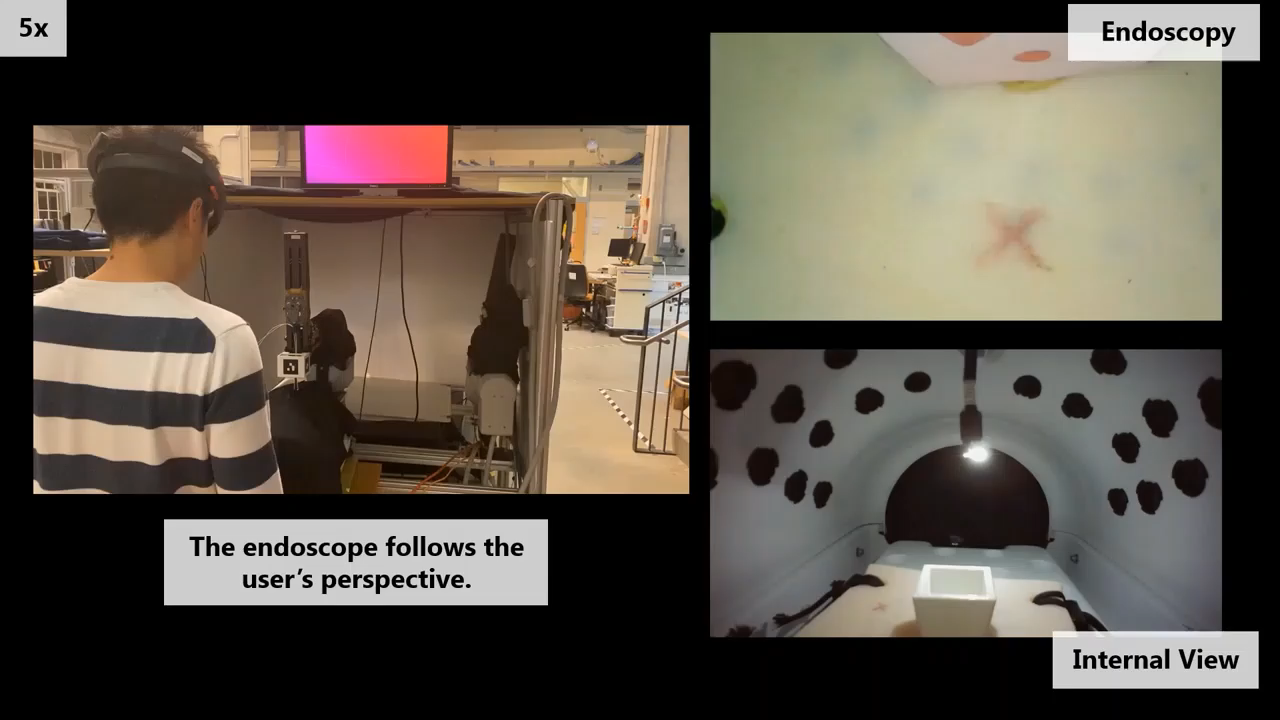 5x
Endoscopy
The endoscope follows the
user’s perspective.
Internal View